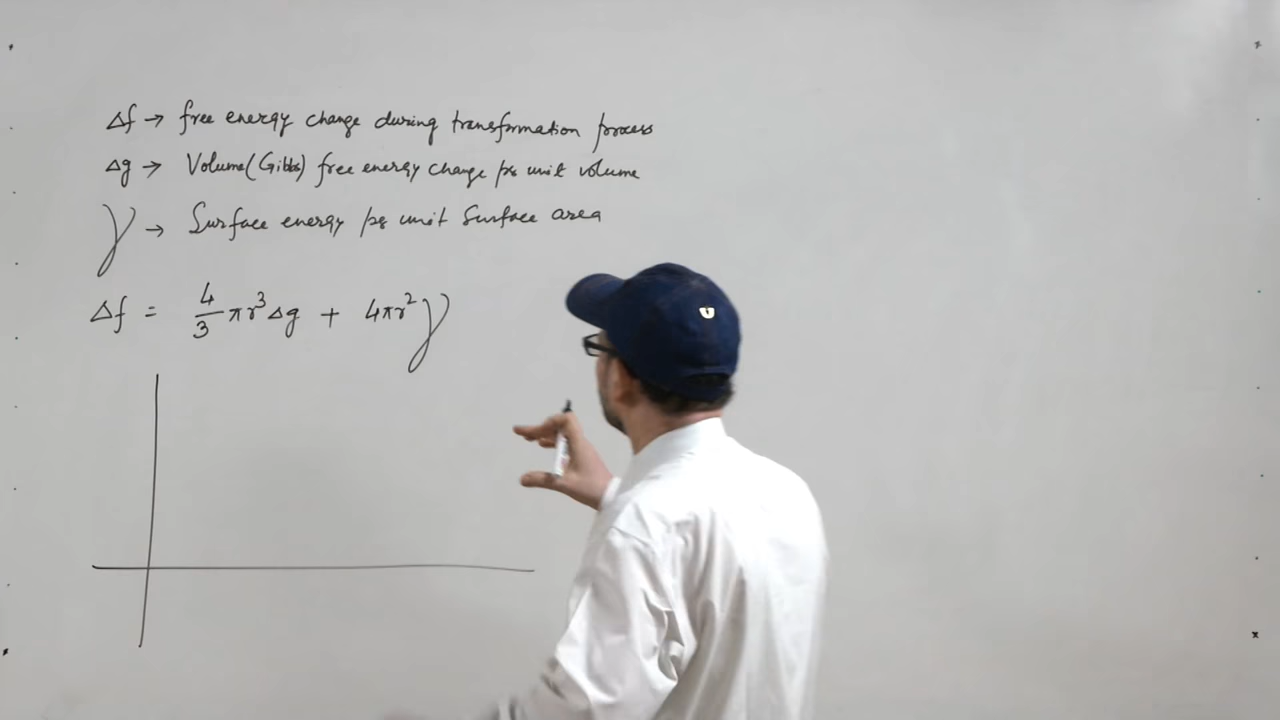 Δf → free energy change during transformation process
Δg → Volume (Gibbs) free energy change per unit volume
γ → Surface energy per unit Surface area
Δf = 4/3 πr³Δg + 4πr²γ